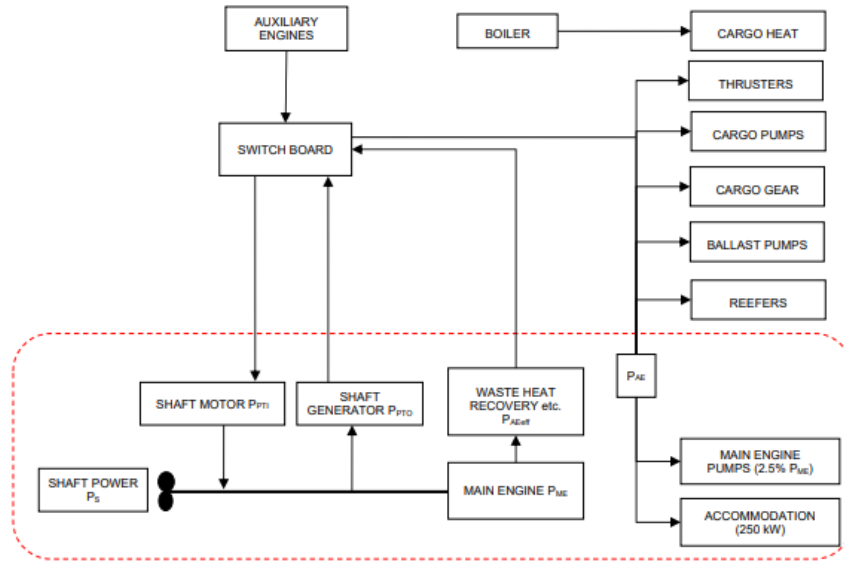 AUXILIARY
ENGINES
BOILER
CARGO HEAT
THRUSTERS
SWITCH BOARD
CARGO PUMPS
CARGO GEAR
BALLAST PUMPS
REEFERS
SHAFT MOTOR PPTI
SHAFT
GENERATOR PPTO
WASTE HEAT
RECOVERY etc.
PAEeff
PAE
SHAFT POWER
PS
MAIN ENGINE PME
MAIN ENGINE
PUMPS (2.5% PME)
ACCOMMODATION
(250 kW)